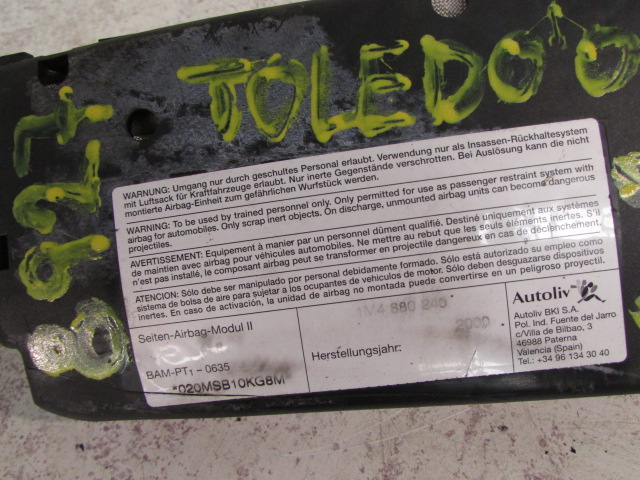 TOLEDO'0
WARNUNG: Umgang nur durch geschultes Personal erlaubt. Verwendung nur als Insassen-Rückhaltesystem
mit Luftsack für Kraftfahrzeuge erlaubt. Nur inerte Gegenstände verschrotten. Bei Auslösung kann die nicht
montierte Airbag-Einheit zum gefährlichen Wurfstück werden.
WARNING: To be used by trained personnel only. Only permitted for use as passenger restraint system with
airbag for automobiles. Only scrap inert objects. On discharge, unmounted airbag units can become dangerous
projectiles.
AVERTISSEMENT: Equipement à manier par un personnel dûment qualifié. Destiné uniquement aux systèmes
de maintien avec airbag pour véhicules automobiles. Ne mettre au rebut que les seuls éléments inertes. S'il
n'est pas installé, le composant airbag peut se transformer en projectile dangereux en cas de déclenchement.
ATENCIÓN: Sólo debe ser manipulado por personal debidamente formado. Sólo está autorizado su empleo como
sistema de bolsa de aire para sujetar a los ocupantes de vehículos de motor. Sólo deben desguazarse dispositivos
inertes. En caso de activación, la unidad de airbag no montada puede convertirse en un peligroso proyectil.
Seiten-Airbag-Modul II
BAM-PT1 - 0635
*020MSB10KG8M
1M4 880 240
Herstellungsjahr: 2000
Autoliv
Autoliv BKI S.A.
Pol. Ind. Fuente del Jarro
c/Villa de Bilbao, 3
46988 Paterna
Valencia (Spain)
Tel.: +34 96 134 30 40